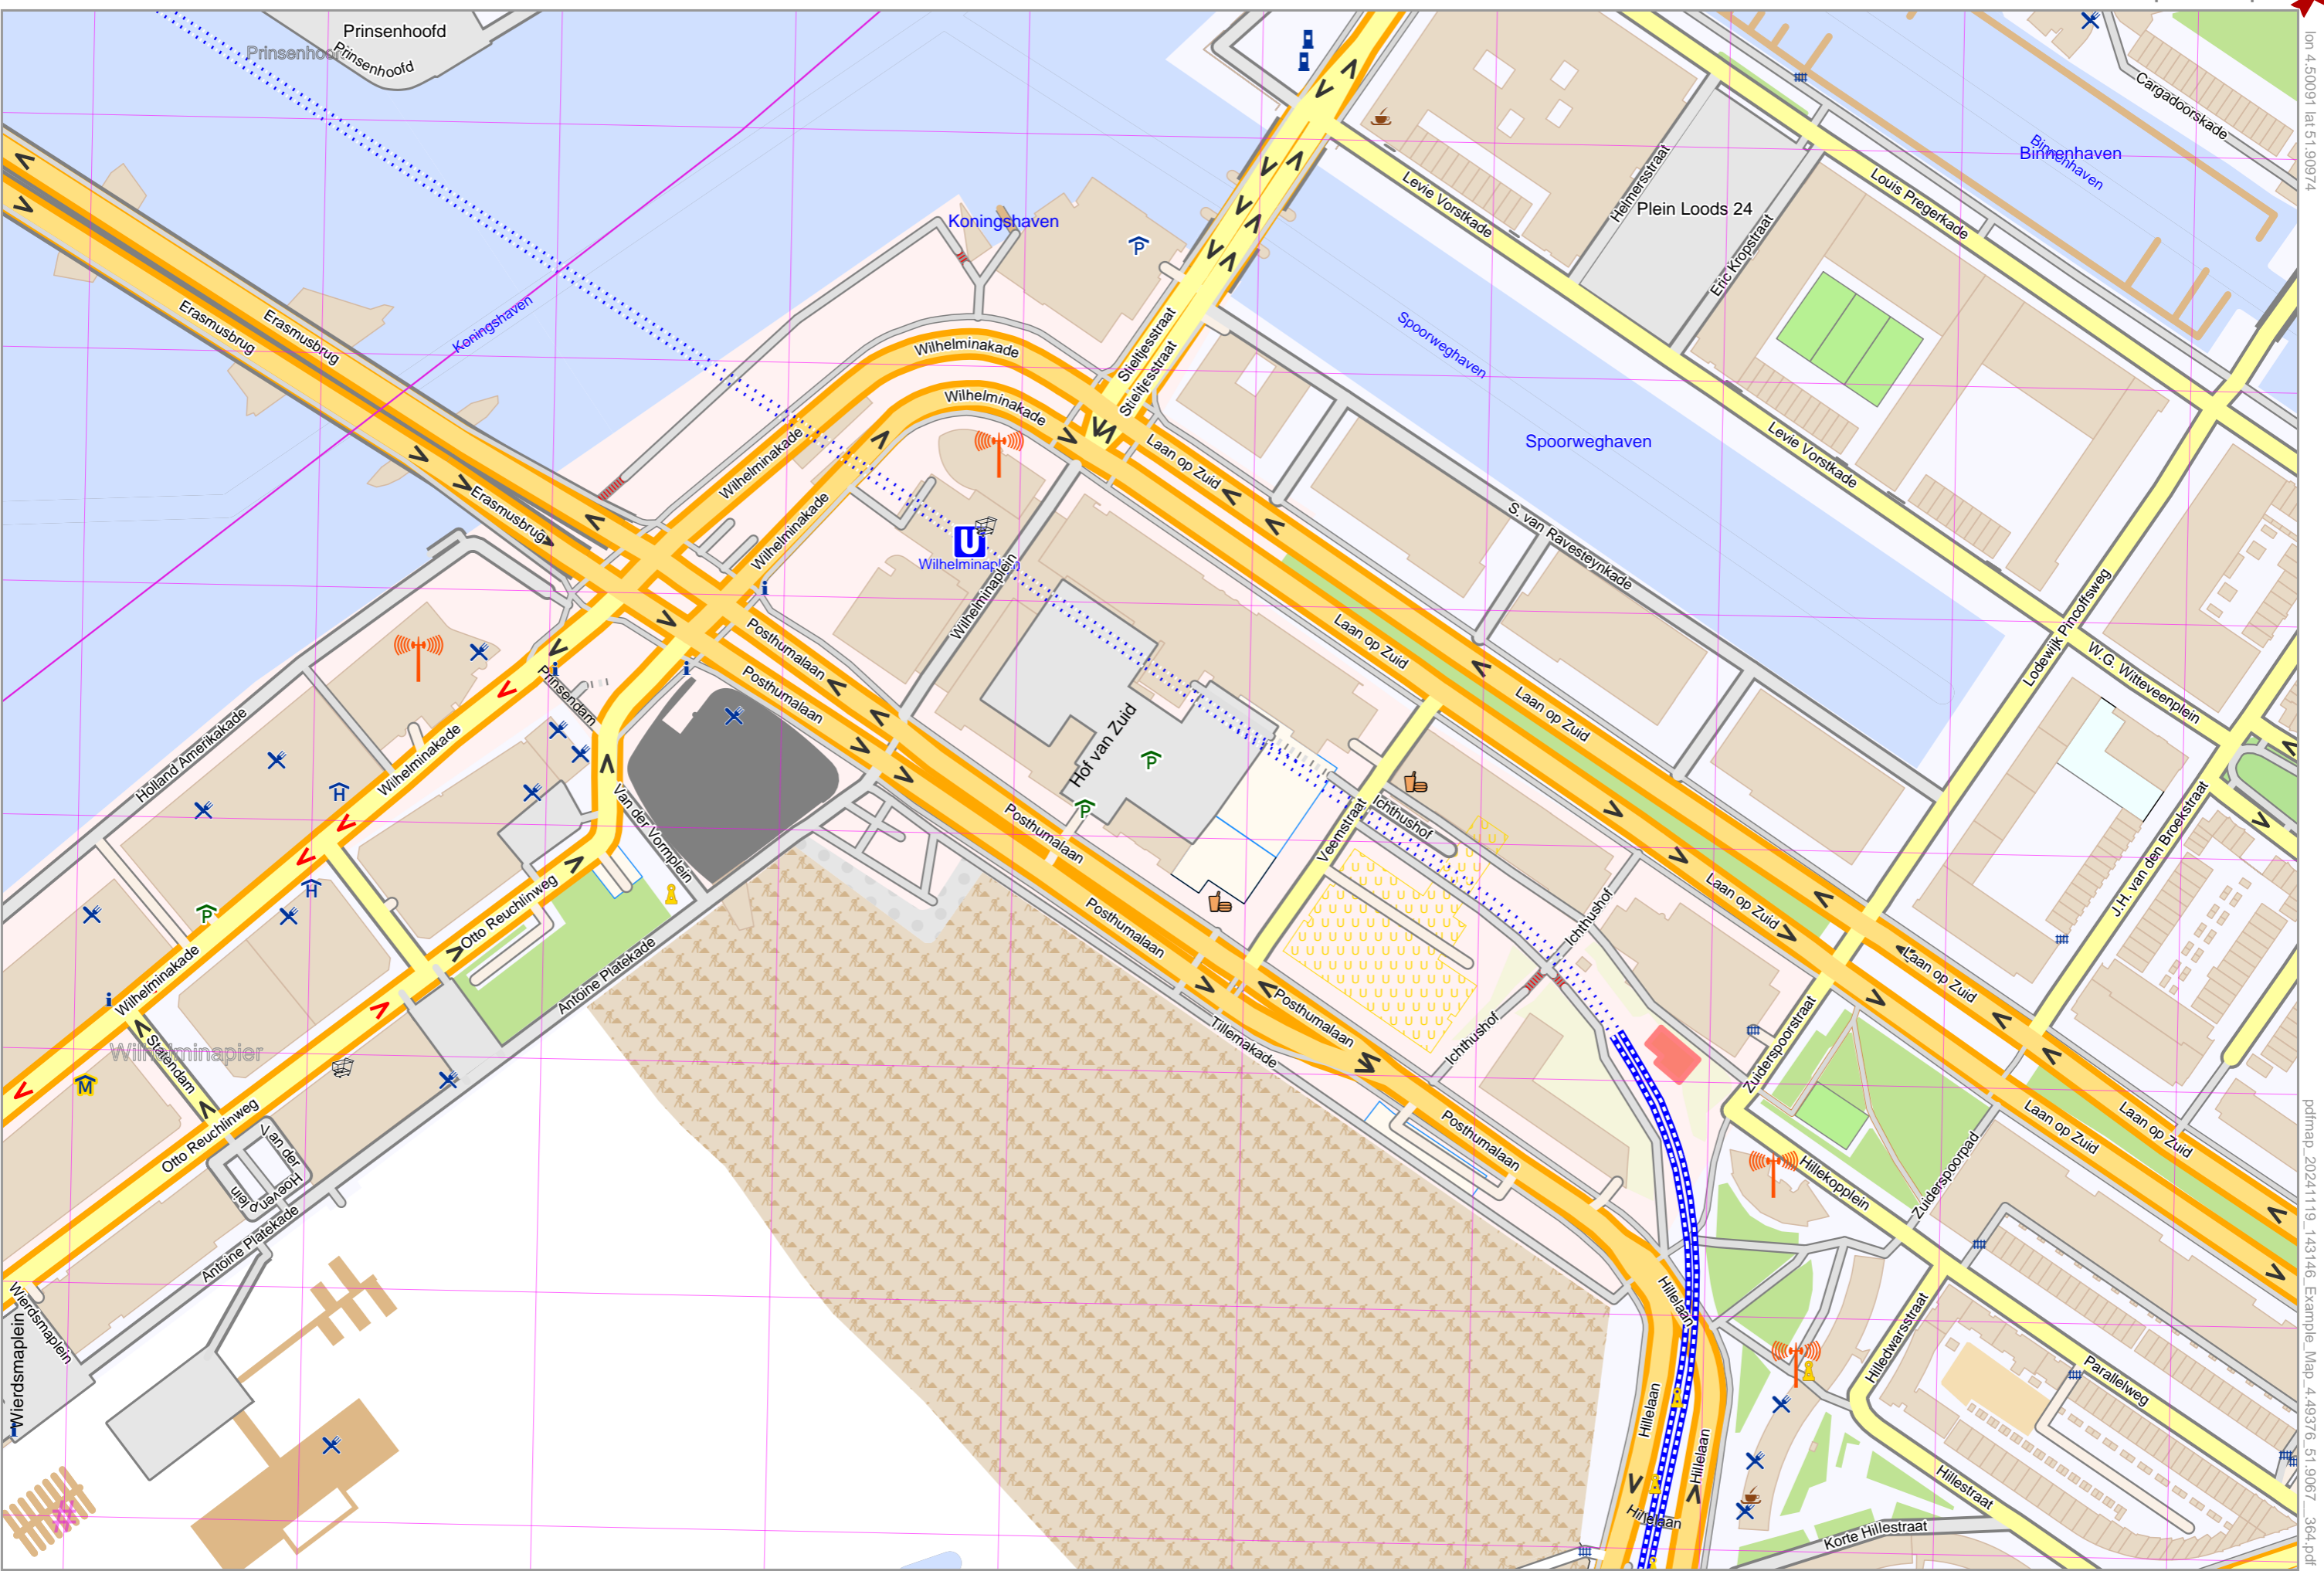 Prinsenhoofd
Prinsenhoofd
Prinsenhoofd
Cargadoorskade
Binnenhaven
Binnenhaven
Louis Pregerkade
Helmersstraat
Plein Loods 24
Eric Kropstraat
Levie Vorstkade
Koningshaven
Koningshaven
Erasmusbrug
Erasmusbrug
Stieltjesstraat
Stieltjesstraat
Spoorweghaven
Spoorweghaven
Wilhelminakade
Wilhelminakade
Wilhelminakade
Wilhelminakade
Laan op Zuid
Levie Vorstkade
Erasmusbrug
S. van Ravesteynkade
U
Wilhelminaplein
Wilhelminaplein
Lodewijk Pincoffsweg
W.G. Witteveenplein
Posthumalaan
Posthumalaan
Laan op Zuid
Laan op Zuid
Prinsendam
Holland Amerikakade
Wilhelminakade
Hof van Zuid
P
P
P
H
H
P
Van der Vormplein
Posthumalaan
Veemstraat
Ichthushof
Ichthushof
Laan op Zuid
Laan op Zuid
J.H. van den Broekstraat
Otto Reuchlinweg
Antoine Platekade
Posthumalaan
Posthumalaan
Wilhelminakade
Wilhelminapier
Statendam
M
Tillemakade
Ichthushof
Zuiderspoorstraat
Laan op Zuid
Laan op Zuid
Otto Reuchlinweg
Van der
Hoeven plein
Posthumalaan
Hillekopplein
Zuiderspoorpad
Antoine Platekade
Wierdsmaplein
Wierdsmaplein
Hillelaan
Hilledwarsstraat
Parallelweg
Hillelaan
Hillelaan
Hillelaan
Hillestraat
Korte Hillestraat
lon 4.50091 lat 51.90974
pdfmap_20241119_143146_Example_Map_4.49376_51.9067__364.pdf